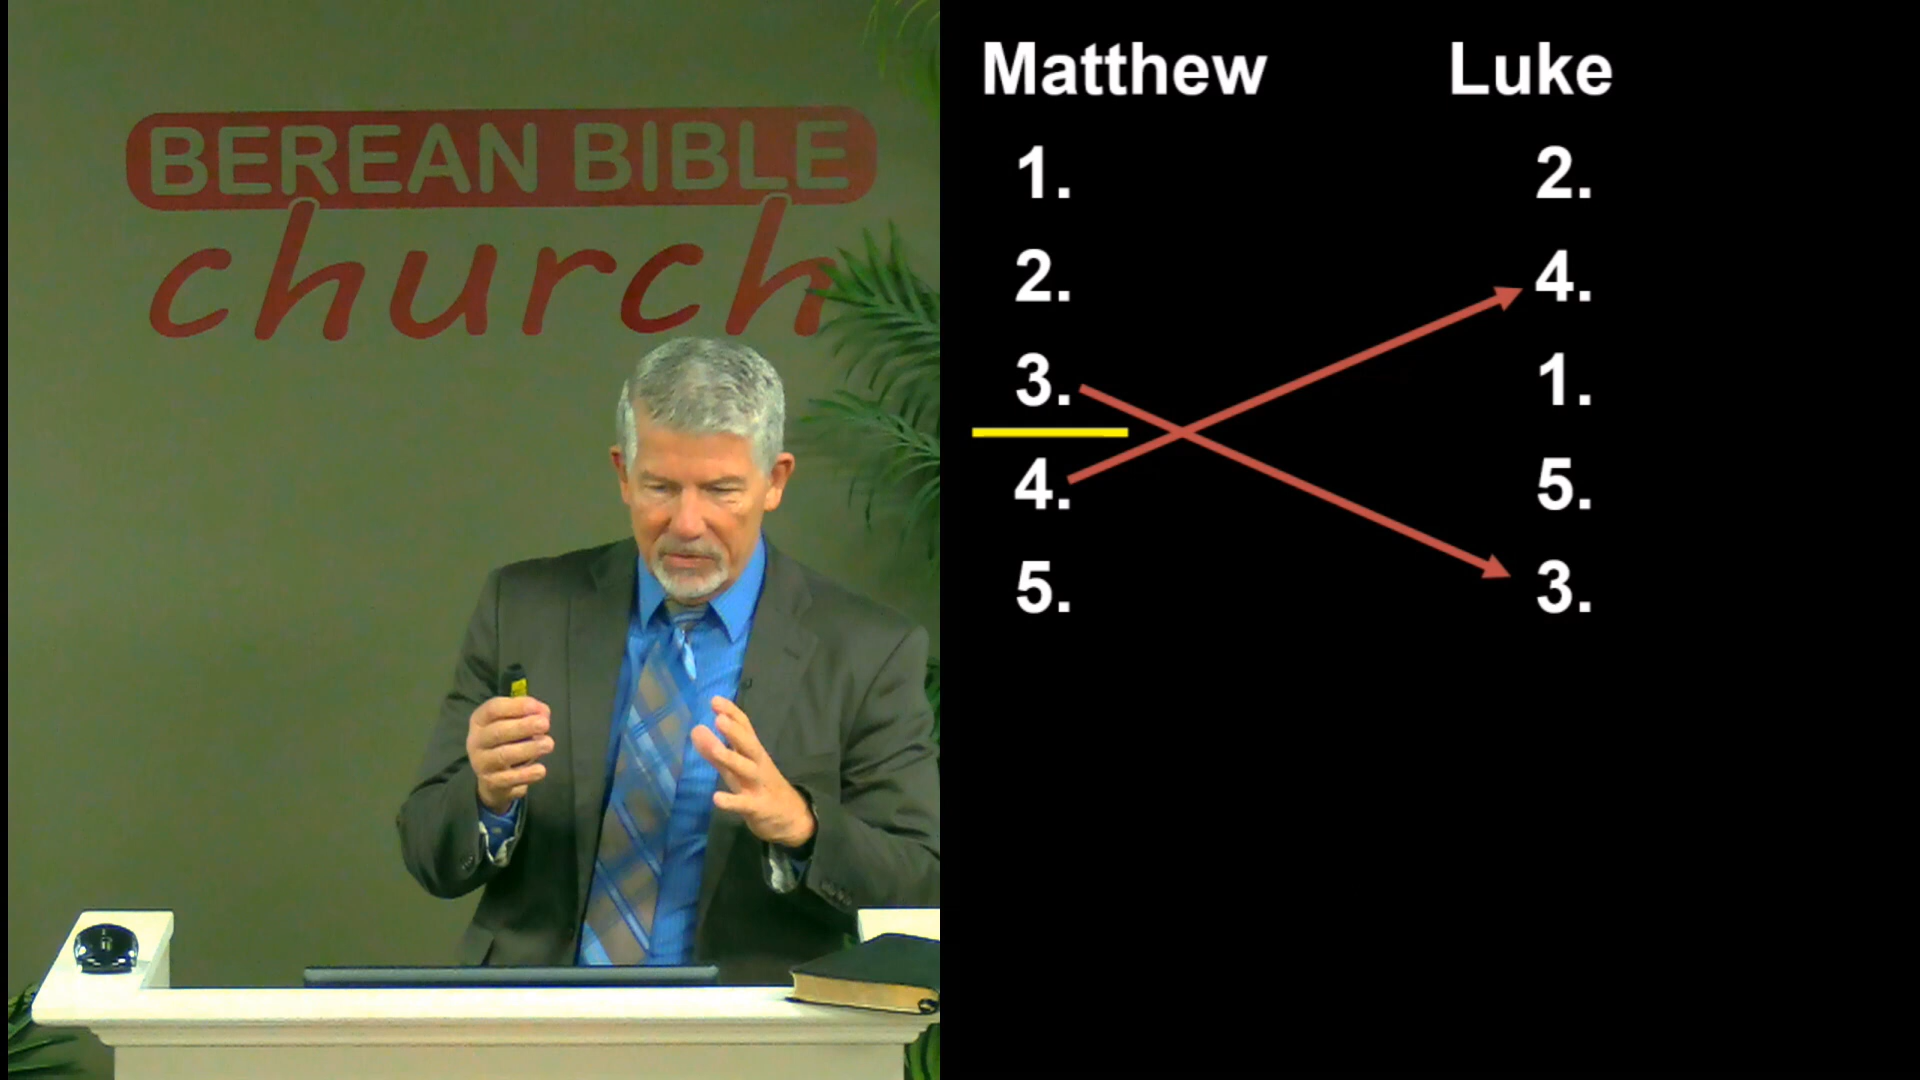 BEREAN BIBLE
church
Matthew Luke
1. 2.
2. 4.
3. 1.
4. 5.
5. 3.